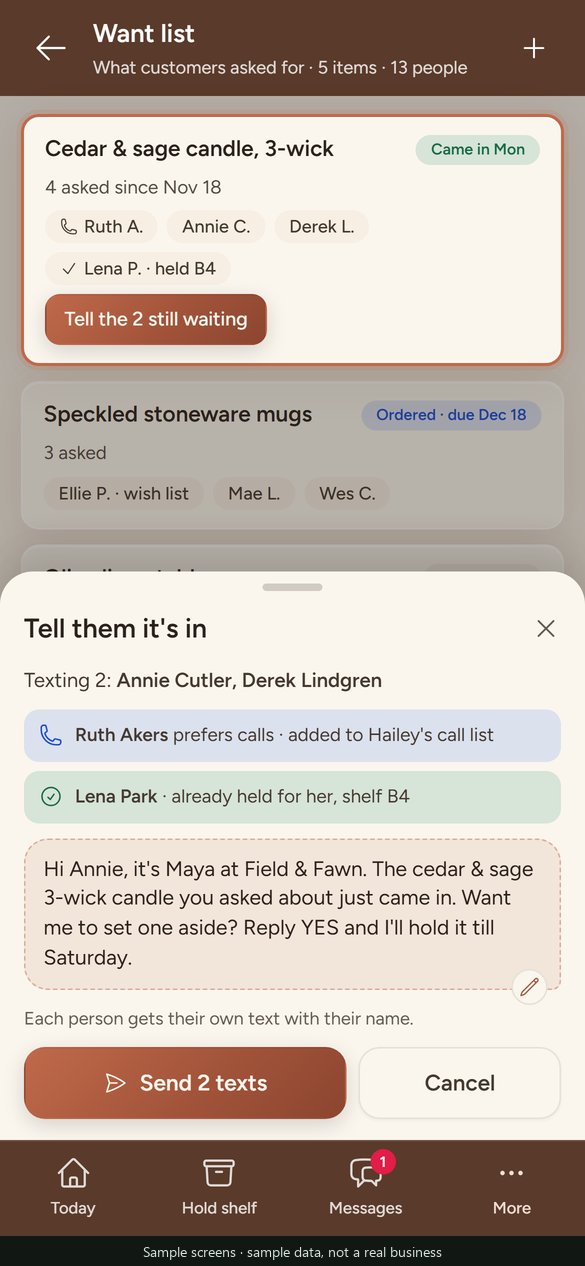 Want list
What customers asked for · 5 items · 13 people
Cedar & sage candle, 3-wick
Came in Mon
4 asked since Nov 18
Ruth A.
Annie C.
Derek L.
Lena P. · held B4
Tell the 2 still waiting
Speckled stoneware mugs
Ordered · due Dec 18
3 asked
Ellie P. · wish list
Mae L.
Wes C.
Tell them it's in
Texting 2: Annie Cutler, Derek Lindgren
Ruth Akers prefers calls · added to Hailey's call list
Lena Park · already held for her, shelf B4
Hi Annie, it's Maya at Field & Fawn. The cedar & sage
3-wick candle you asked about just came in. Want
me to set one aside? Reply YES and I'll hold it till
Saturday.
Each person gets their own text with their name.
Send 2 texts
Cancel
Today
Hold shelf
1
Messages
More
Sample screens · sample data, not a real business